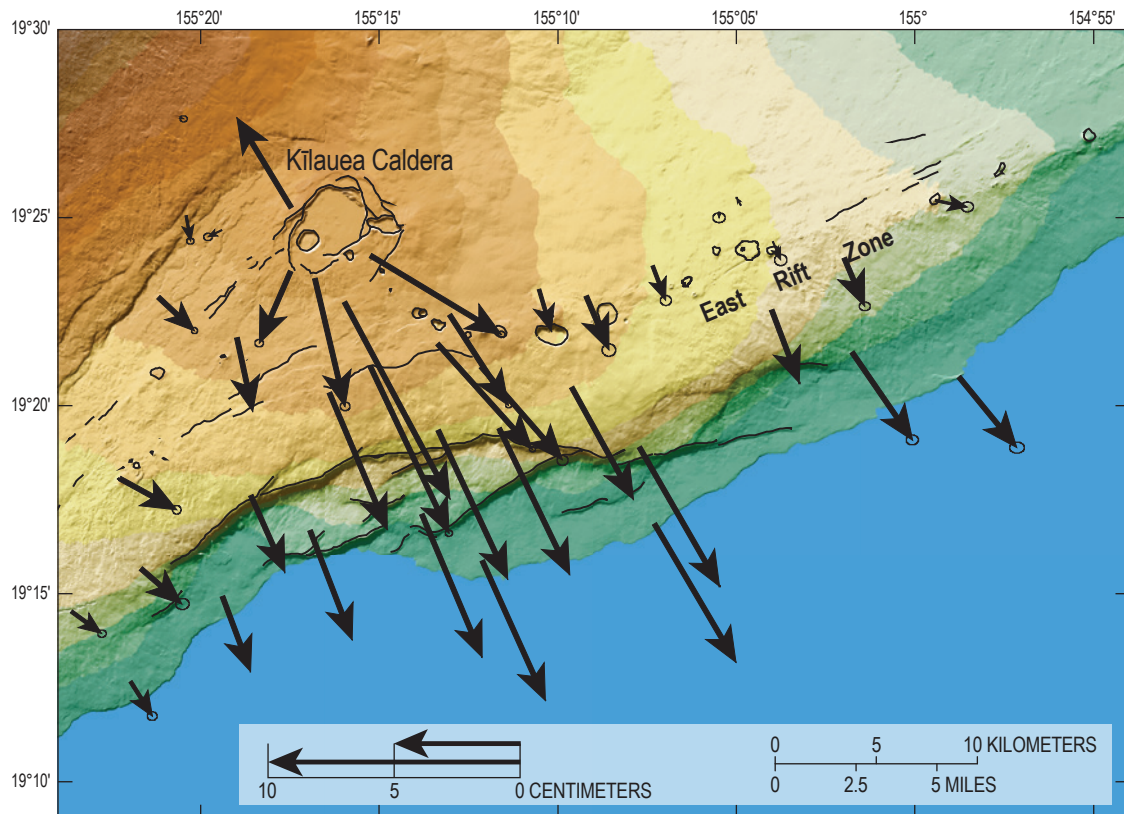 155°20' 155°15' 155°10' 155°05' 155° 154°55'
19°30'
Kīlauea Caldera
19°25'
East Rift Zone
19°20'
19°15'
10 5 0 CENTIMETERS
0 5 10 KILOMETERS
0 2.5 5 MILES
19°10'